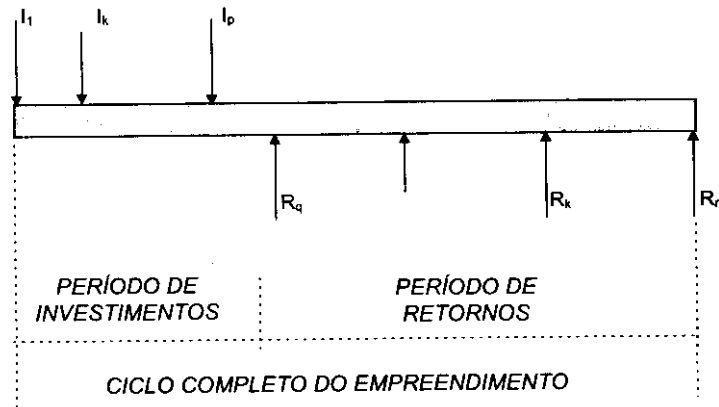 I₁ Iₖ Iₚ
R_q Rₖ Rᵣ
PERÍODO DE INVESTIMENTOS
PERÍODO DE RETORNOS
CICLO COMPLETO DO EMPREENDIMENTO